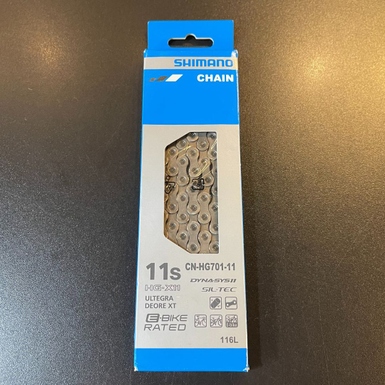 SHIMANO
CHAIN
11s
CN-HG701-11
HG-X11
DYNASYS11
SIL-TEC
ULTEGRA
DEORE XT
E-BIKE
RATED
116L